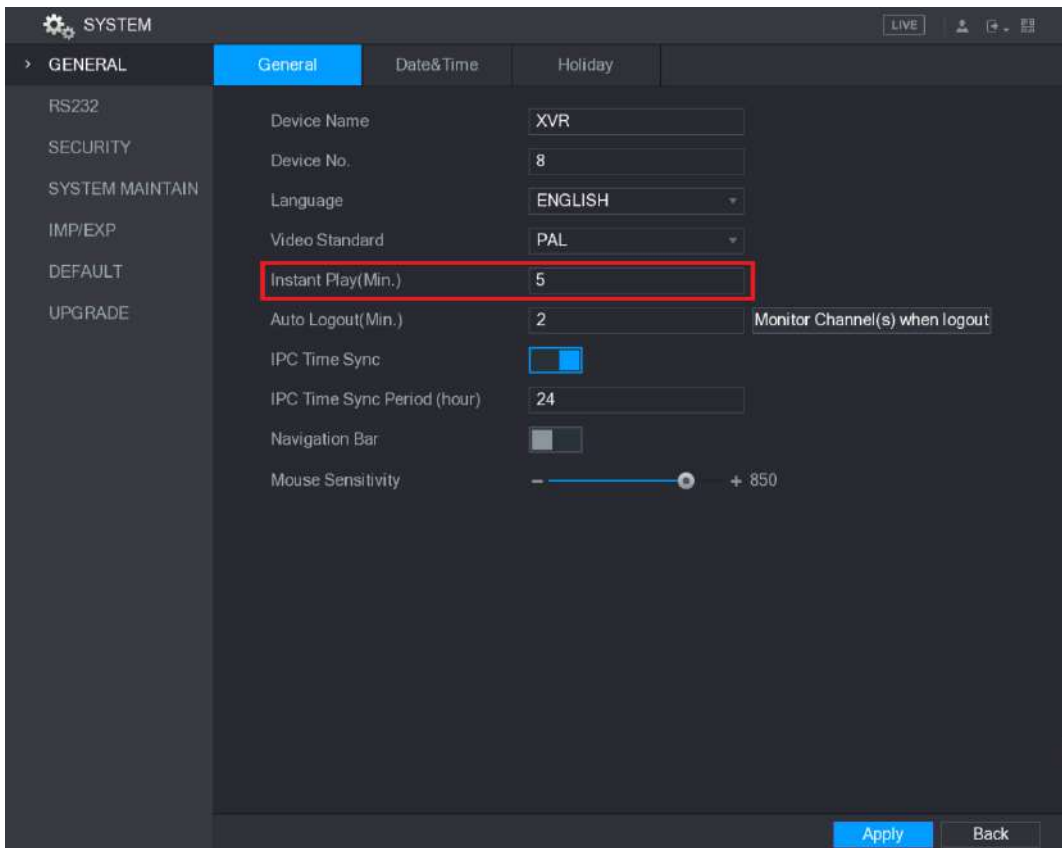 SYSTEM
LIVE
GENERAL
General Date&Time Holiday
RS232
SECURITY
SYSTEM MAINTAIN
IMP/EXP
DEFAULT
UPGRADE
Device Name XVR
Device No. 8
Language ENGLISH
Video Standard PAL
Instant Play(Min.) 5
Auto Logout(Min.) 2 Monitor Channel(s) when logout
IPC Time Sync
IPC Time Sync Period (hour) 24
Navigation Bar
Mouse Sensitivity - + 850
Apply Back